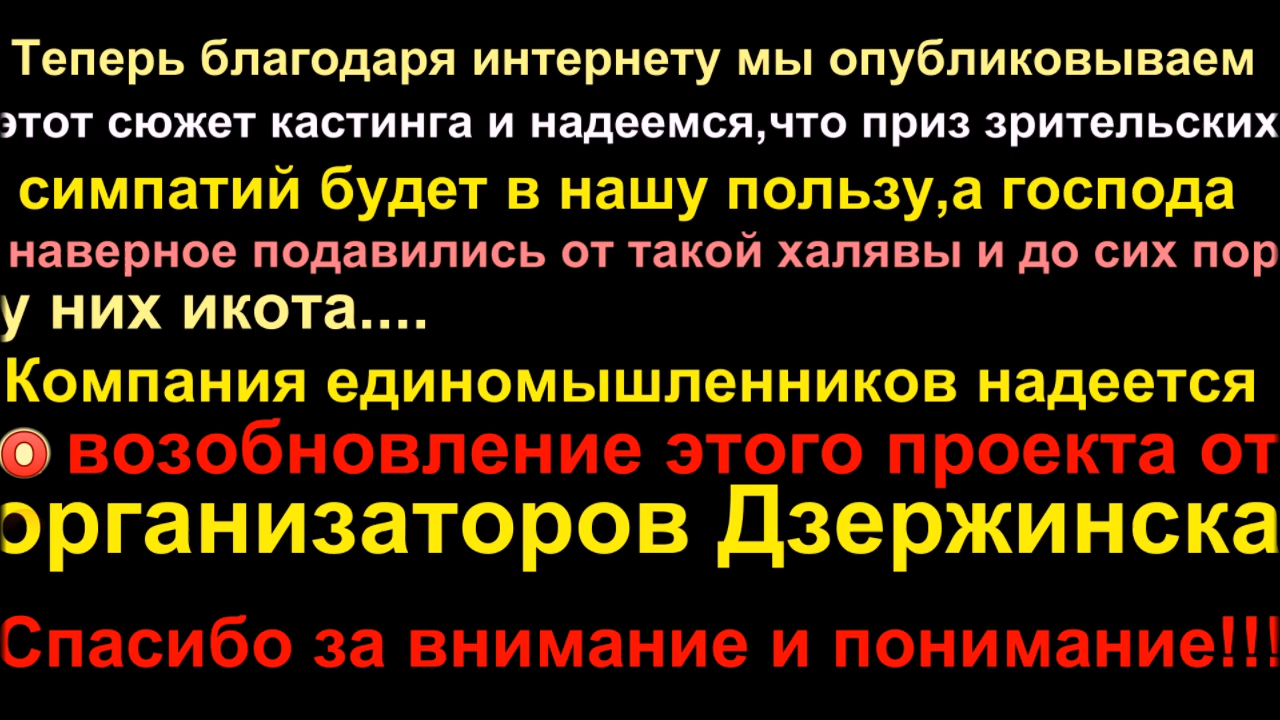 Теперь благодаря интернету мы опубликовываем
этот сюжет кастинга и надеемся,что приз зрительских
симпатий будет в нашу пользу,а господа
наверное подавились от такой халявы и до сих пор
у них икота....
Компания единомышленников надеется
о возобновление этого проекта от
организаторов Дзержинска
Спасибо за внимание и понимание!!!